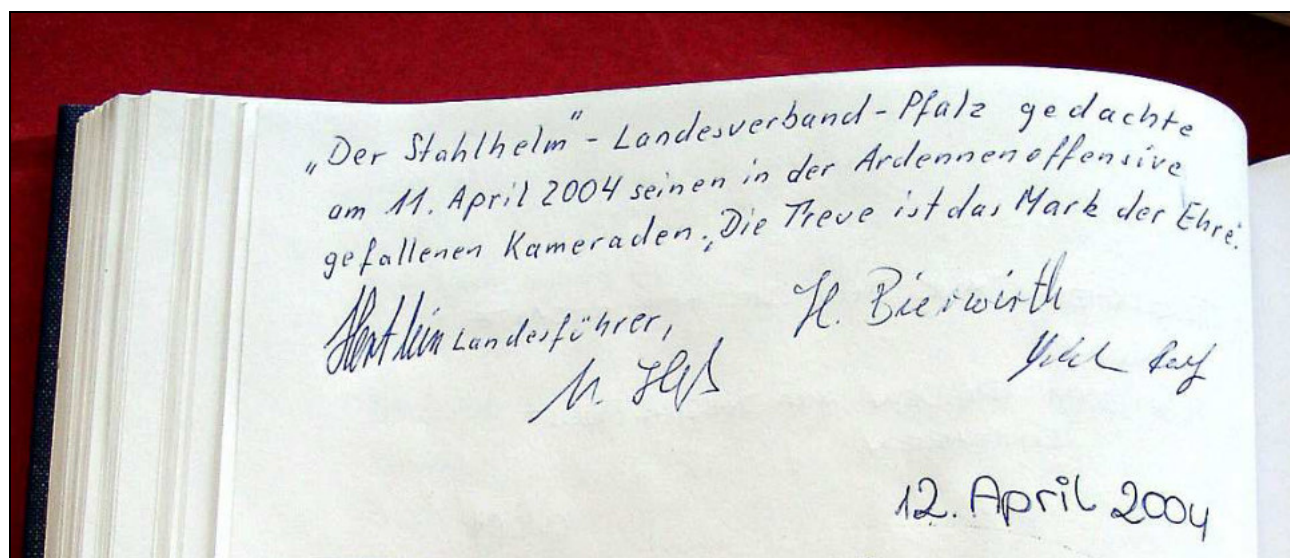 „Der Stahlhelm"-Landesverband-Pfalz gedachte
am 11. April 2004 seinen in der Ardennenoffensive
gefallenen Kameraden. „Die Treue ist das Mark der Ehre".
Landesführer, H. Bierwirth
12. April 2004